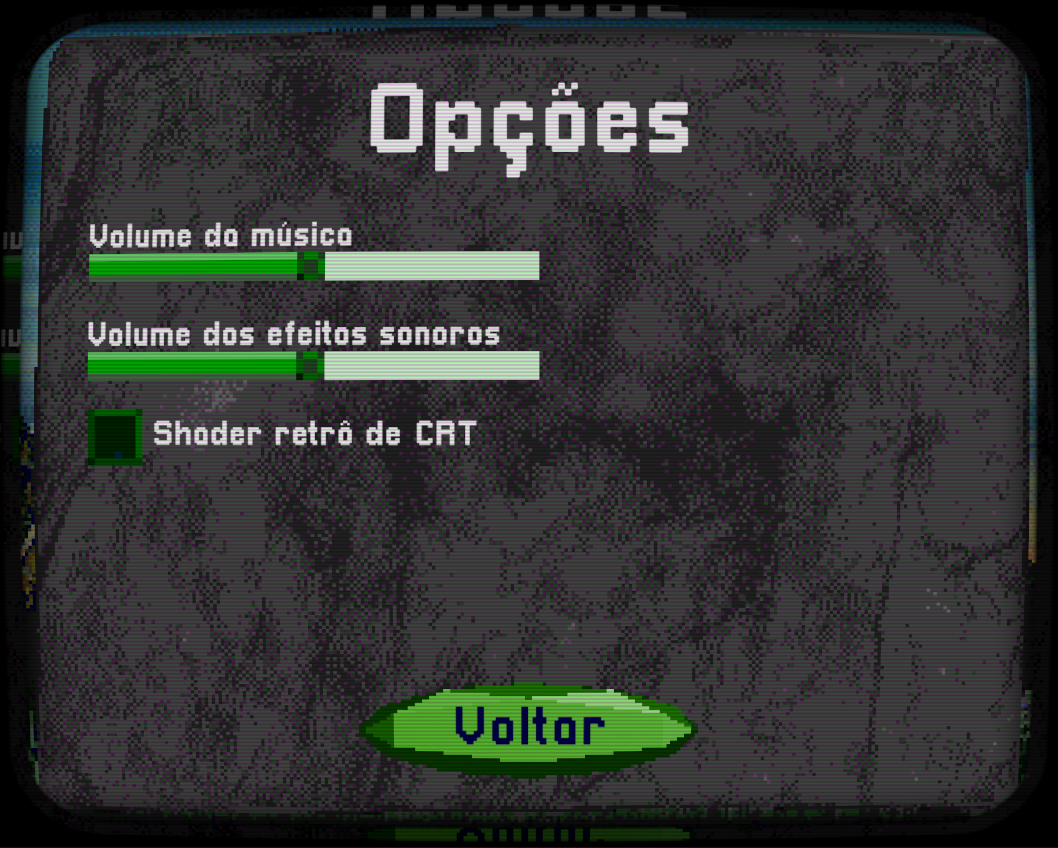 Opções
Volume da música
Volume dos efeitos sonoros
Shader retrô de CRT
Voltar